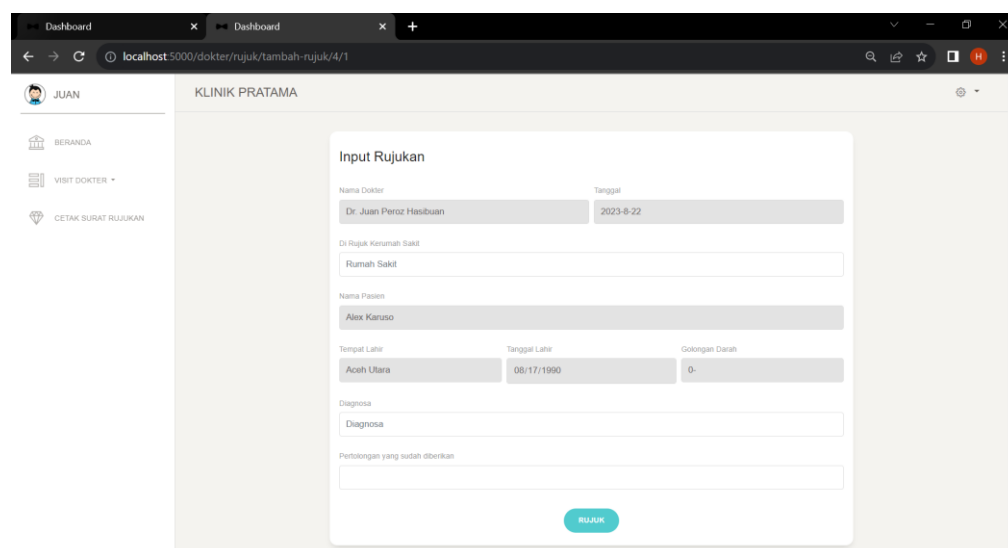 Dashboard Dashboard
localhost:5000/dokter/rujuk/tambah-rujuk/4/1 H
JUAN KLINIK PRATAMA
BERANDA
VISIT DOKTER
CETAK SURAT RUJUKAN
Input Rujukan
Nama Dokter Tanggal
Dr. Juan Peroz Hasibuan 2023-8-22
Di Rujuk Kerumah Sakit
Rumah Sakit
Nama Pasien
Alex Karuso
Tempat Lahir Tanggal Lahir Golongan Darah
Aceh Utara 08/17/1990 0-
Diagnosa
Diagnosa
Pertolongan yang sudah diberikan
RUJUK